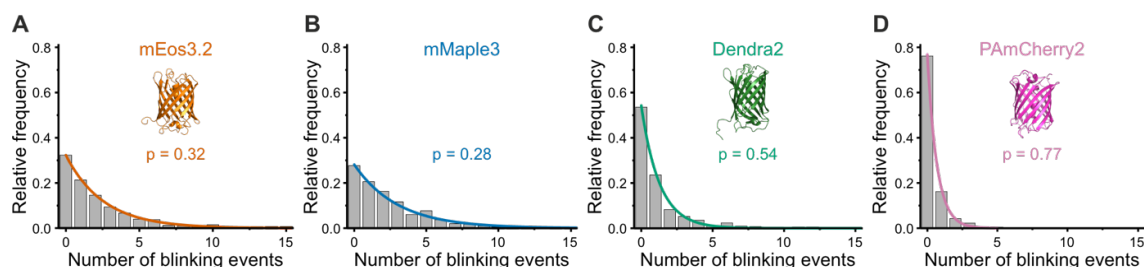 A
mEos3.2
p = 0.32
Relative frequency
0.8
0.6
0.4
0.2
0.0
0 5 10 15
Number of blinking events
B
mMaple3
p = 0.28
Relative frequency
0.8
0.6
0.4
0.2
0.0
0 5 10 15
Number of blinking events
C
Dendra2
p = 0.54
Relative frequency
0.8
0.6
0.4
0.2
0.0
0 5 10 15
Number of blinking events
D
PAmCherry2
p = 0.77
Relative frequency
0.8
0.6
0.4
0.2
0.0
0 5 10 15
Number of blinking events